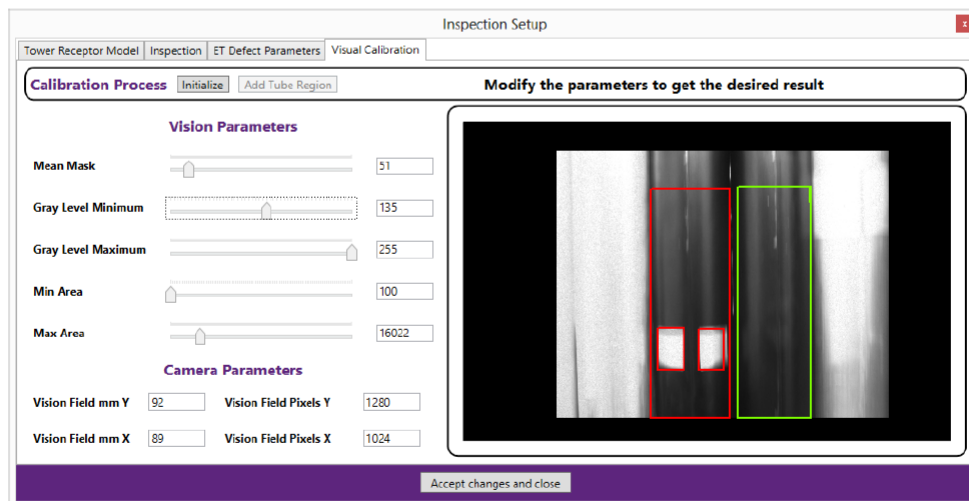 Inspection Setup
x
Tower Receptor Model Inspection ET Defect Parameters Visual Calibration
Calibration Process Initialize Add Tube Region Modify the parameters to get the desired result
Vision Parameters
Mean Mask 51
Gray Level Minimum 135
Gray Level Maximum 255
Min Area 100
Max Area 16022
Camera Parameters
Vision Field mm Y 92 Vision Field Pixels Y 1280
Vision Field mm X 89 Vision Field Pixels X 1024
Accept changes and close